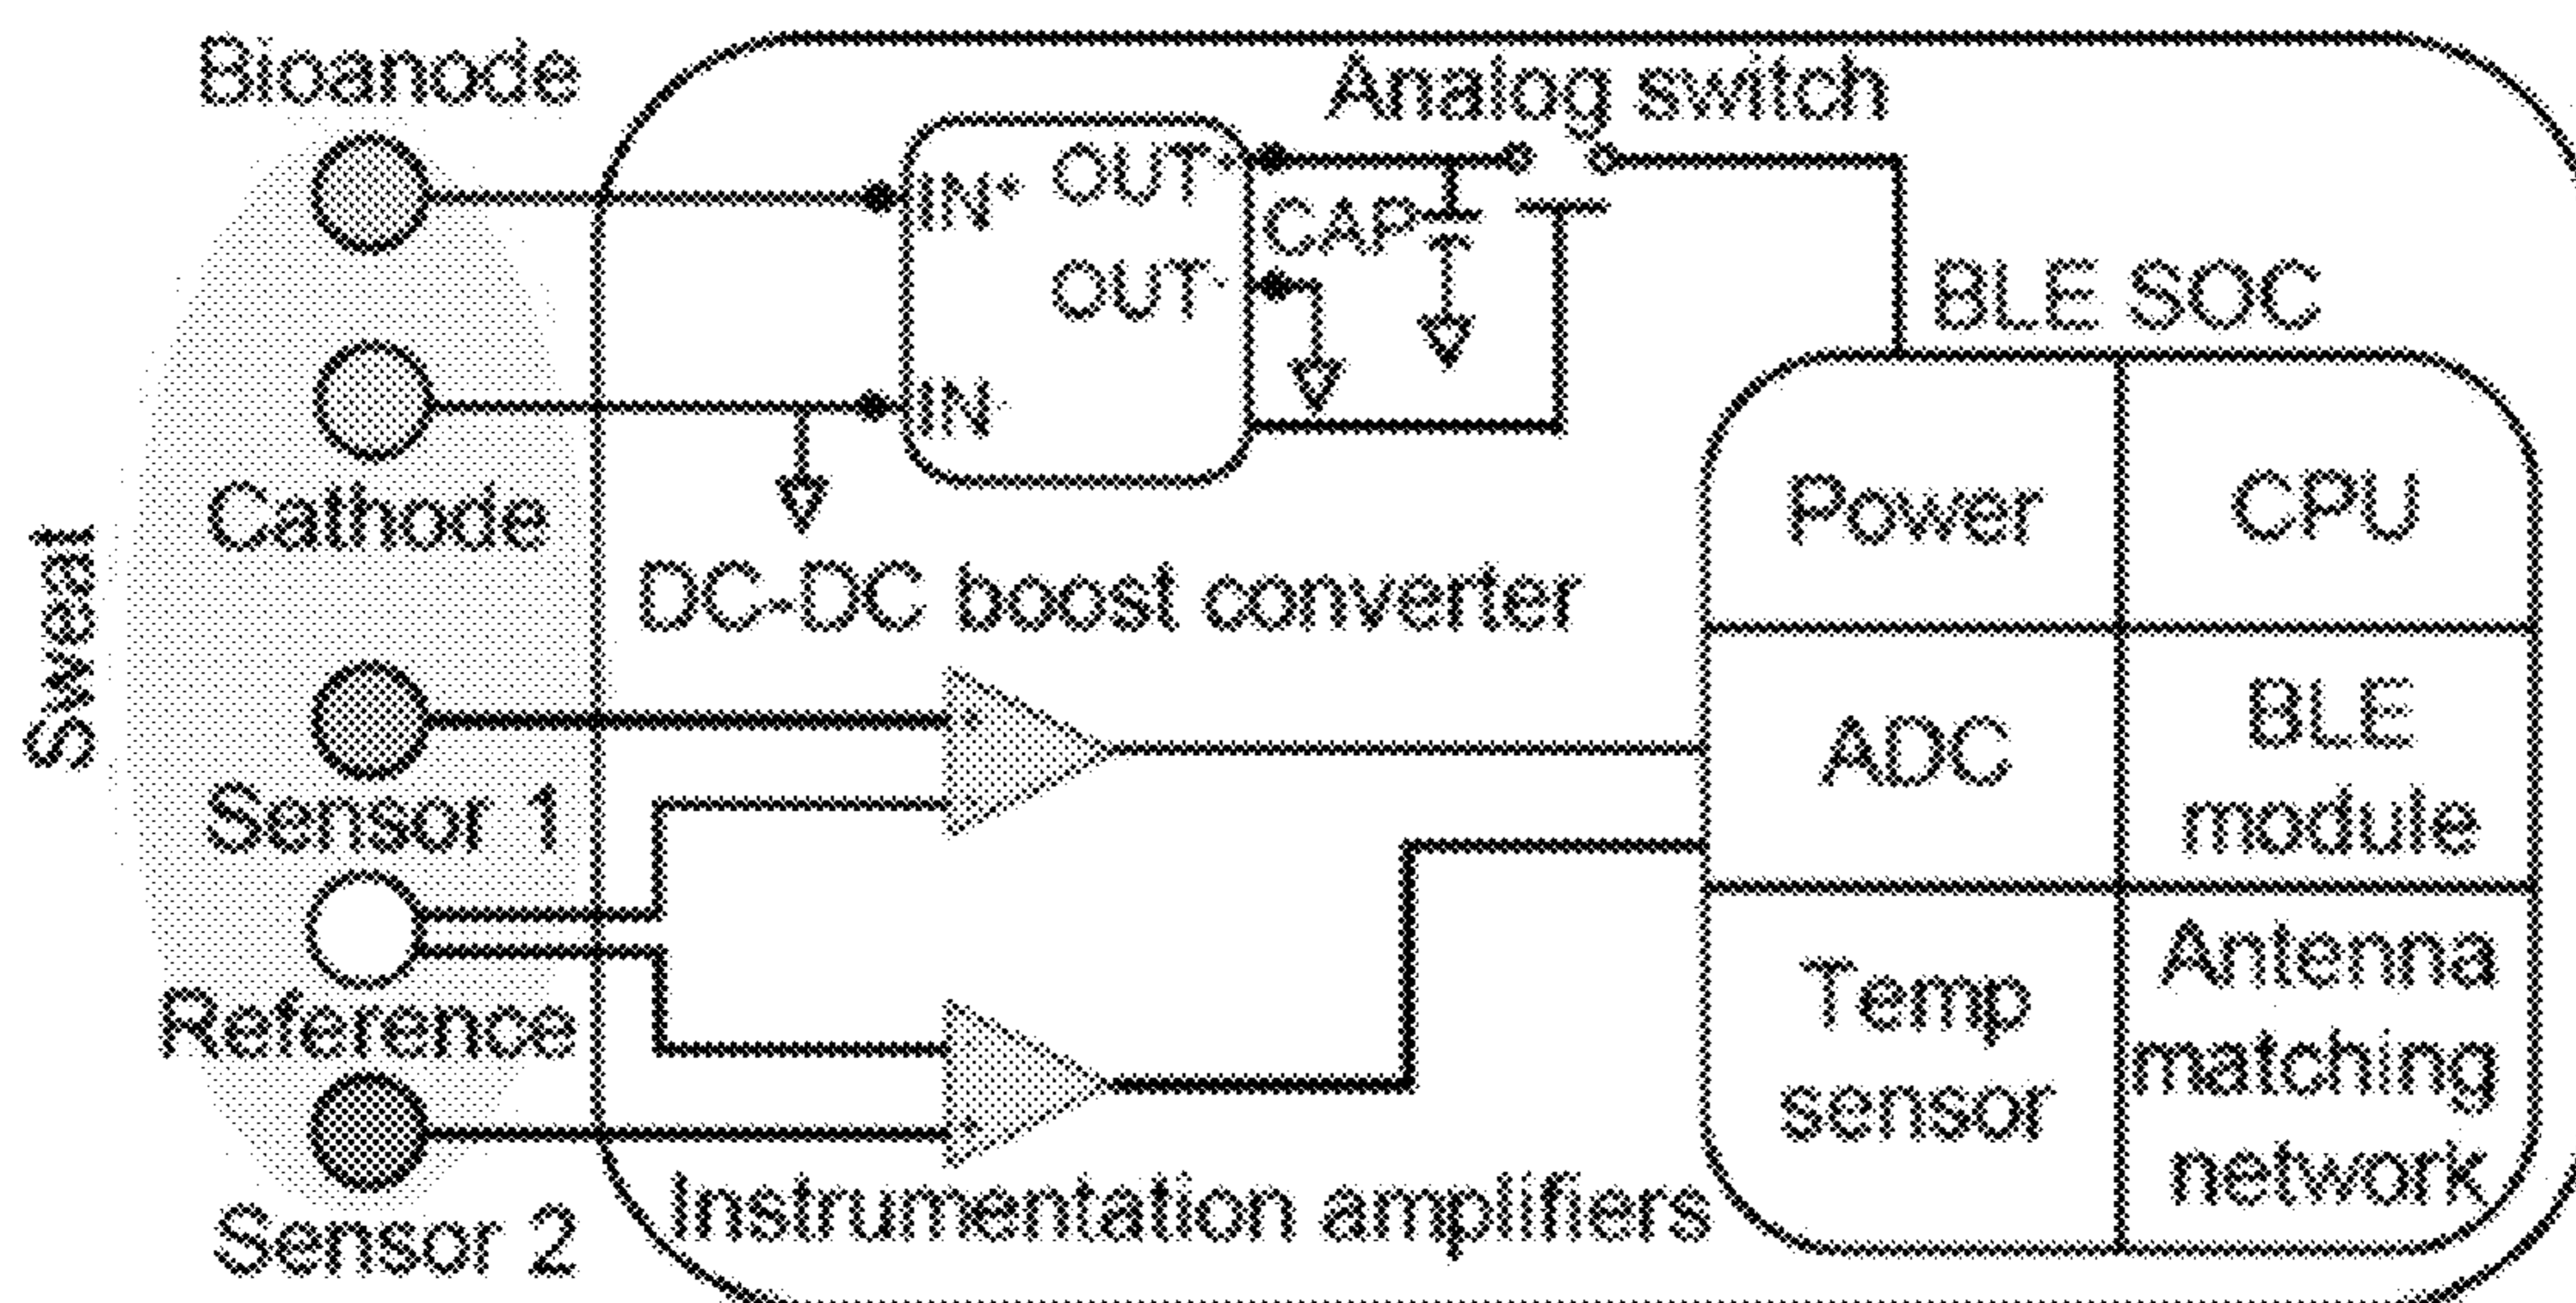 Bioanode
Analog switch
IN+
OUT+
CAP
OUT-
IN-
BLE SOC
Cathode
DC-DC boost converter
Sweat
Power
CPU
Sensor 1
ADC
BLE
module
Reference
Temp
sensor
Antenna
matching
network
Sensor 2
Instrumentation amplifiers